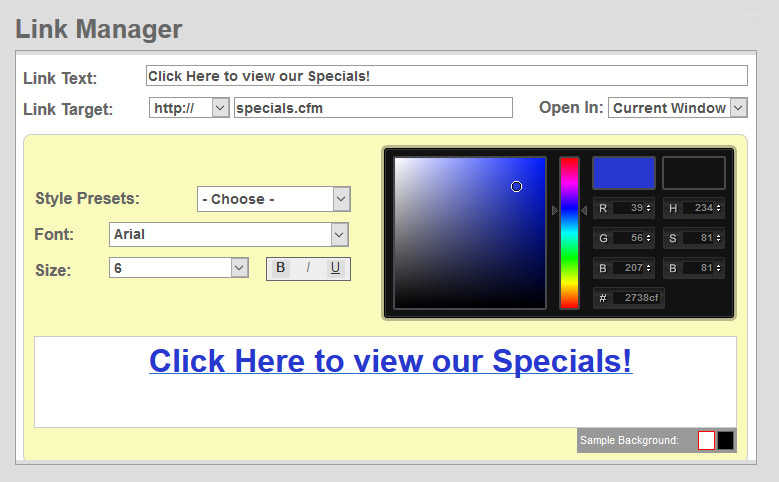 Link Manager
Link Text: Click Here to view our Specials!
Link Target: http:// specials.cfm Open In: Current Window
Style Presets: - Choose -
Font: Arial
Size: 6 B I U
R 39 H 234
G 56 S 81
B 207 B 81
# 2738cf
Click Here to view our Specials!
Sample Background: